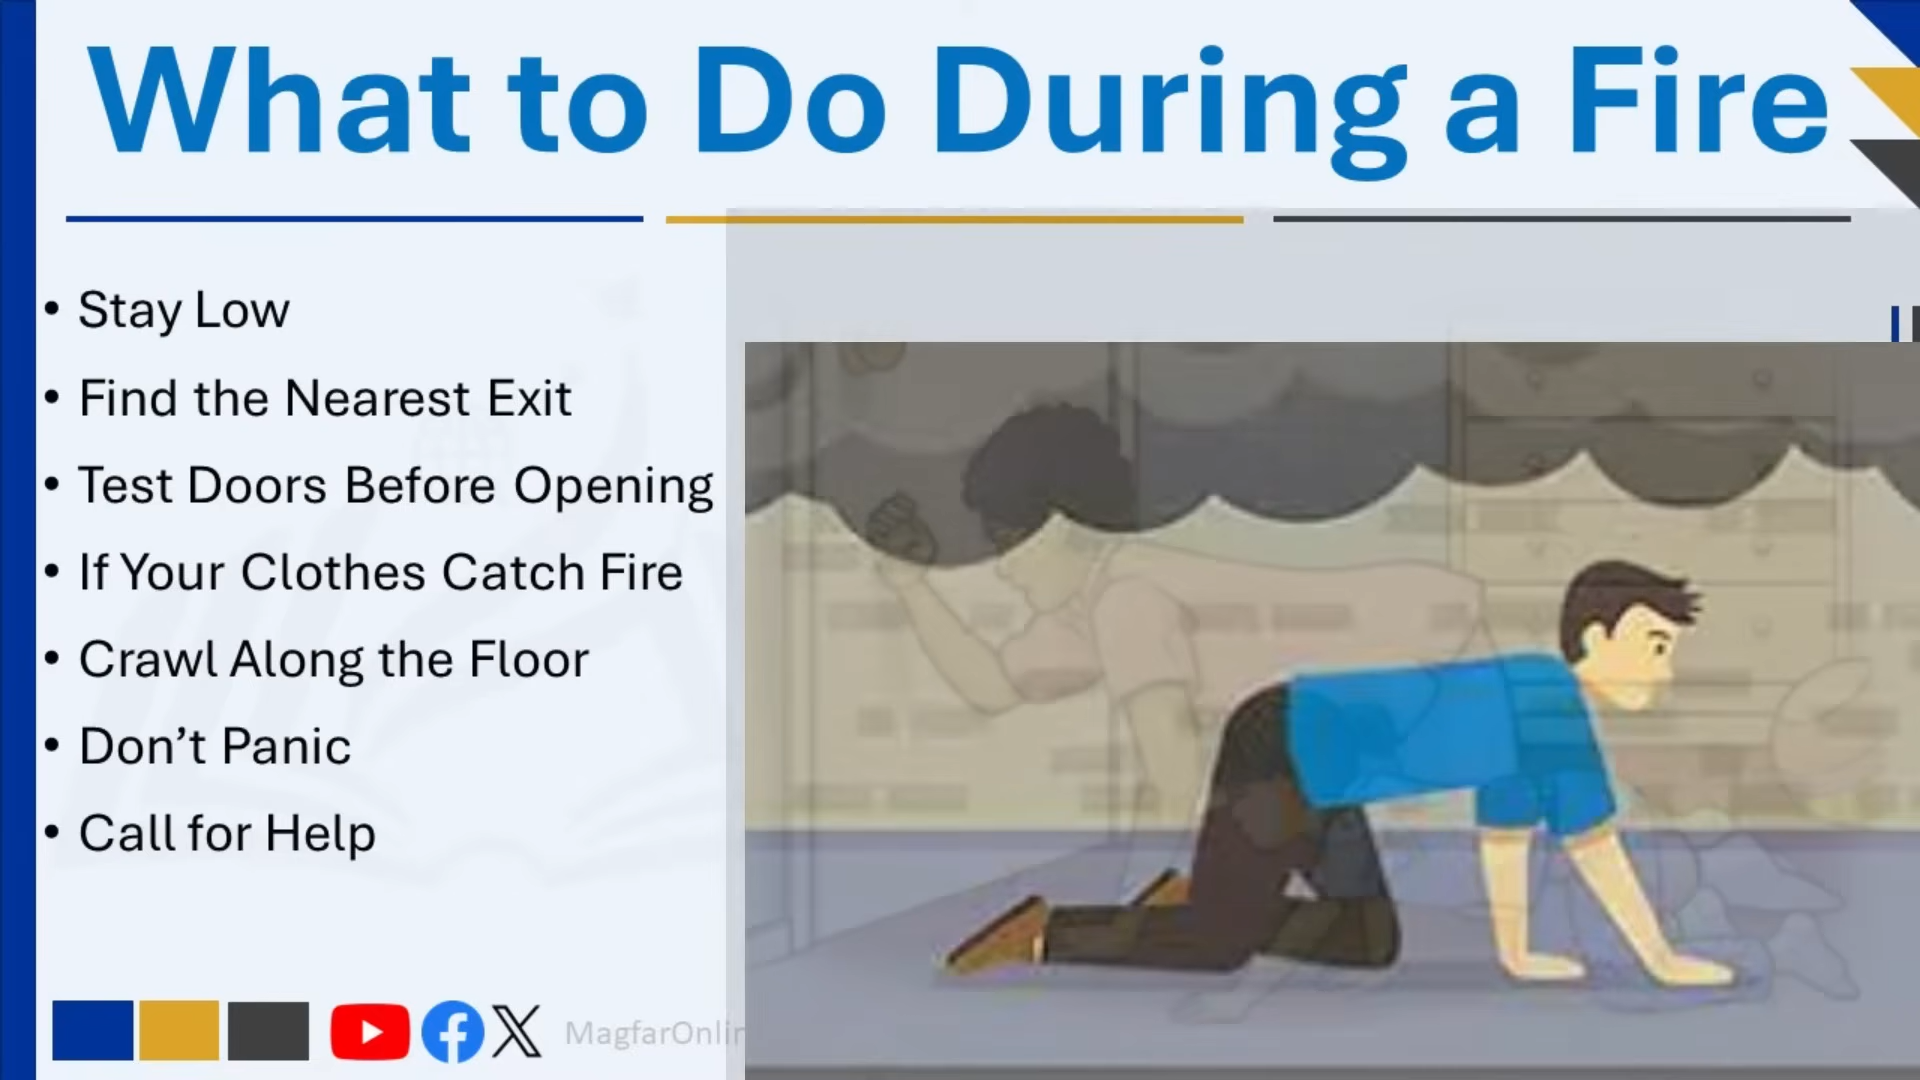 What to Do During a Fire
• Stay Low
• Find the Nearest Exit
• Test Doors Before Opening
• If Your Clothes Catch Fire
• Crawl Along the Floor
• Don’t Panic
• Call for Help